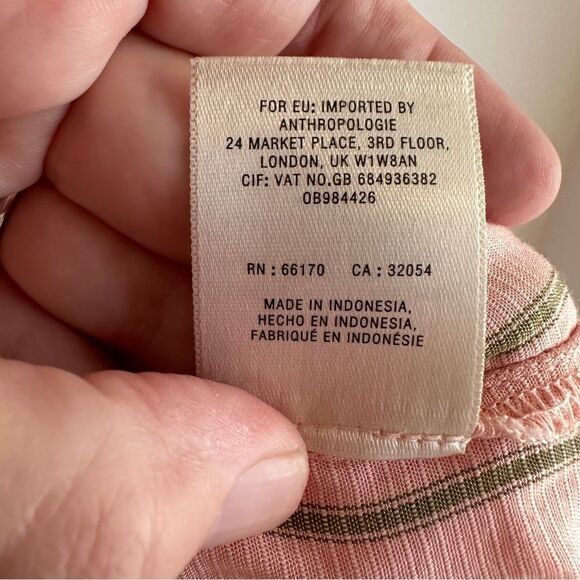 FOR EU: IMPORTED BY
ANTHROPOLOGIE
24 MARKET PLACE, 3RD FLOOR,
LONDON, UK W1W8AN
CIF: VAT NO.GB 684936382
OB984426
RN : 66170 CA : 32054
MADE IN INDONESIA,
HECHO EN INDONESIA,
FABRIQUÉ EN INDONÉSIE